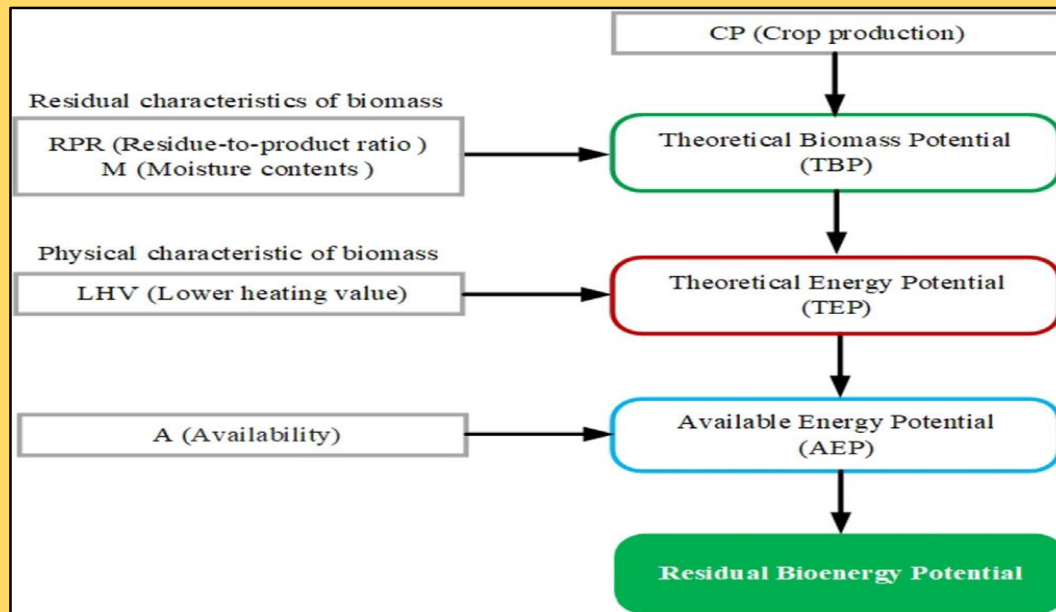 CP (Crop production)
Residual characteristics of biomass
RPR (Residue-to-product ratio )
M (Moisture contents )
Theoretical Biomass Potential
(TBP)
Physical characteristic of biomass
LHV (Lower heating value)
Theoretical Energy Potential
(TEP)
A (Availability)
Available Energy Potential
(AEP)
Residual Bioenergy Potential